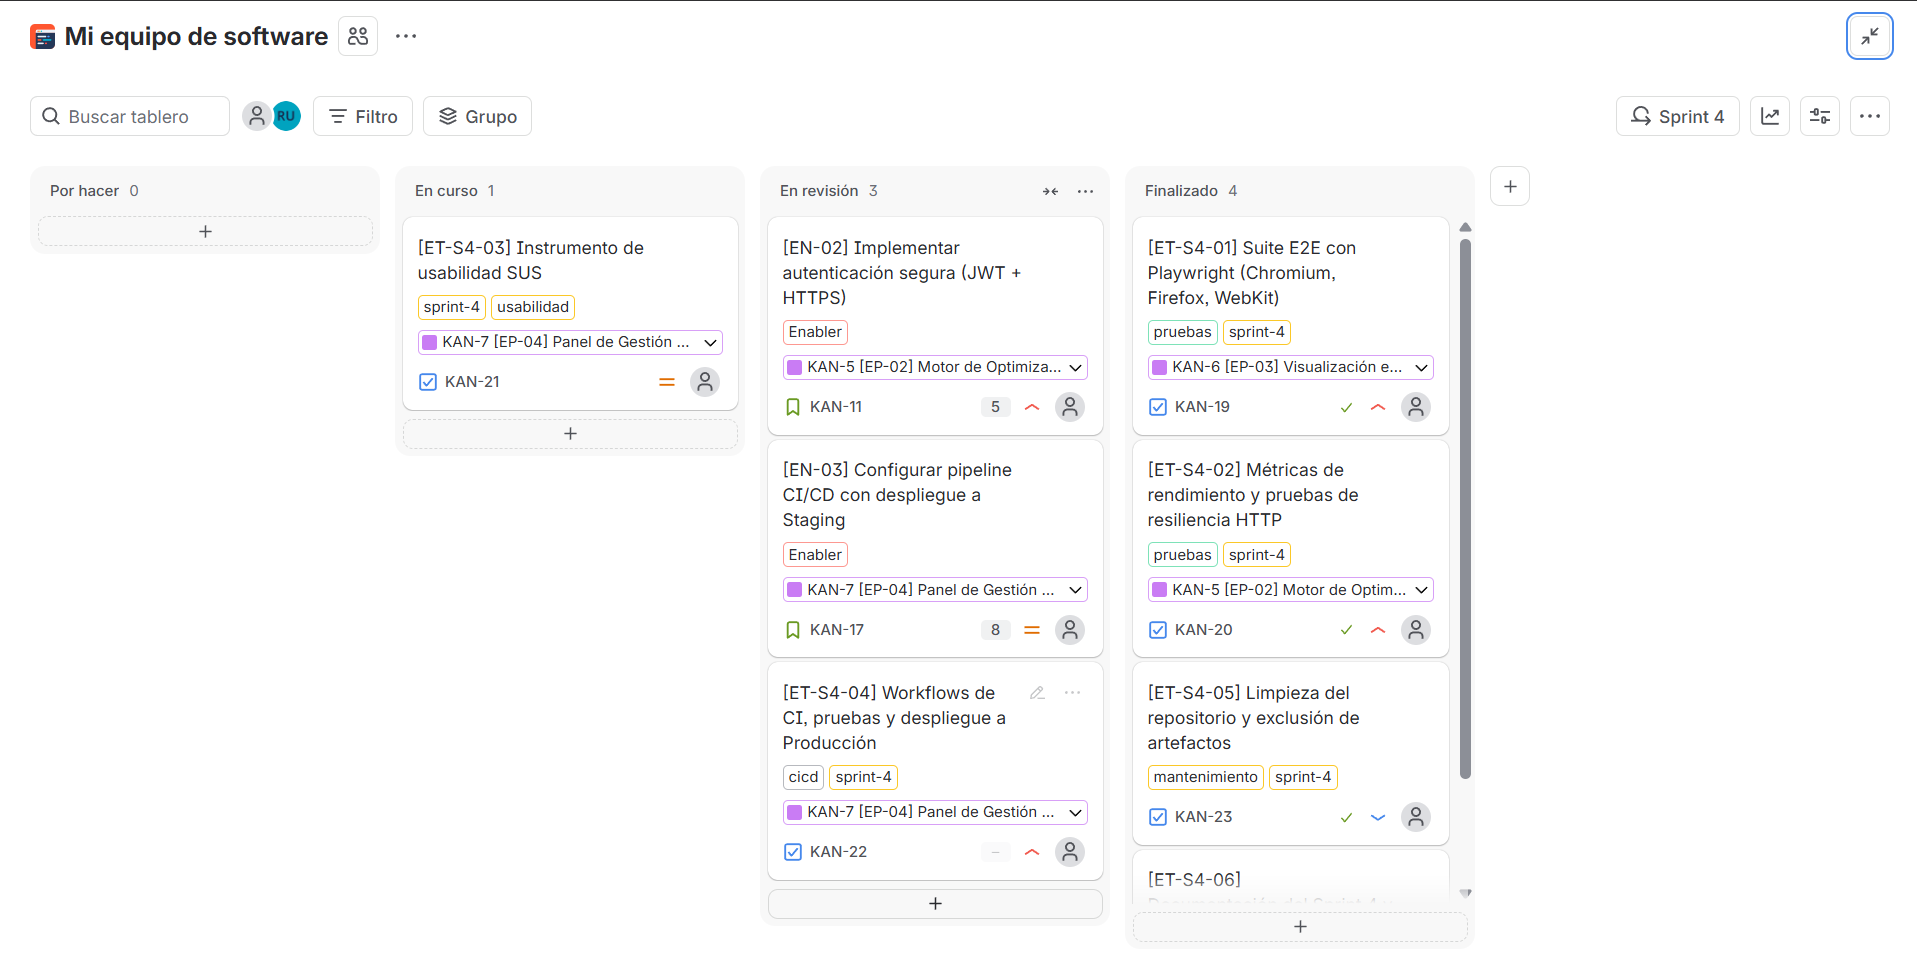 Mi equipo de software
Buscar tablero
RU
Filtro
Grupo
Sprint 4
Por hacer 0
En curso 1
[ET-S4-03] Instrumento de
usabilidad SUS
sprint-4 usabilidad
KAN-7 [EP-04] Panel de Gestión ...
KAN-21
En revisión 3
[EN-02] Implementar
autenticación segura (JWT +
HTTPS)
Enabler
KAN-5 [EP-02] Motor de Optimiza...
KAN-11 5
[EN-03] Configurar pipeline
CI/CD con despliegue a
Staging
Enabler
KAN-7 [EP-04] Panel de Gestión ...
KAN-17 8
[ET-S4-04] Workflows de
CI, pruebas y despliegue a
Producción
cicd sprint-4
KAN-7 [EP-04] Panel de Gestión ...
KAN-22 –
Finalizado 4
[ET-S4-01] Suite E2E con
Playwright (Chromium,
Firefox, WebKit)
pruebas sprint-4
KAN-6 [EP-03] Visualización e...
KAN-19
[ET-S4-02] Métricas de
rendimiento y pruebas de
resiliencia HTTP
pruebas sprint-4
KAN-5 [EP-02] Motor de Optim...
KAN-20
[ET-S4-05] Limpieza del
repositorio y exclusión de
artefactos
mantenimiento sprint-4
KAN-23
[ET-S4-06]
Documentación del Sprint 4 y